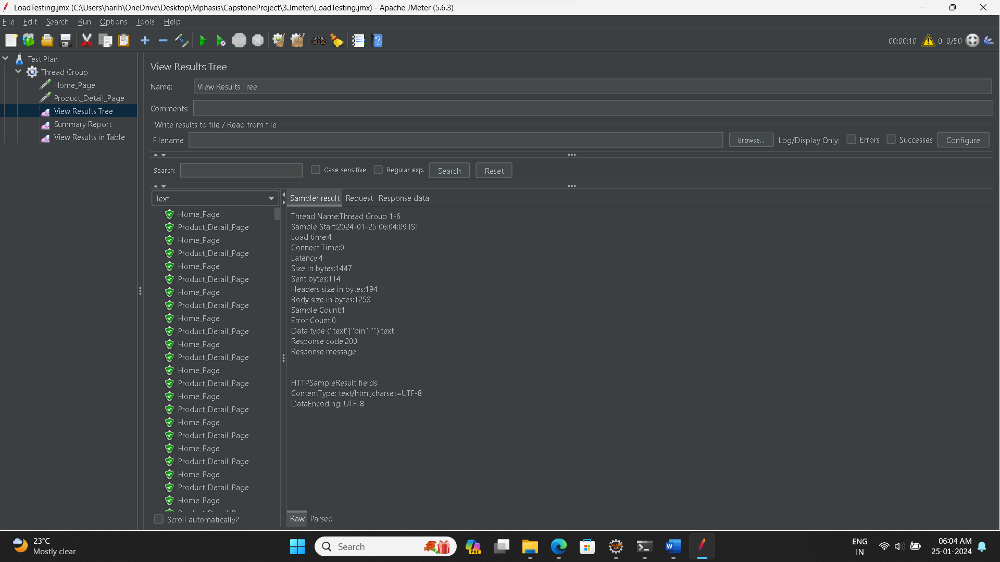 LoadTesting.jmx (C:\Users\harih\OneDrive\Desktop\Mphasis\CapstoneProject\3.Jmeter\LoadTesting.jmx) - Apache JMeter (5.6.3)
File Edit Search Run Options Tools Help
STOP
00:00:10 0 0/50
Test Plan
Thread Group
Home_Page
Product_Detail_Page
View Results Tree
Summary Report
View Results in Table
View Results Tree
Name: View Results Tree
Comments:
Write results to file / Read from file
Filename Browse... Log/Display Only: Errors Successes Configure
Search: Case sensitive Regular exp. Search Reset
Text
Home_Page
Product_Detail_Page
Home_Page
Product_Detail_Page
Home_Page
Product_Detail_Page
Home_Page
Product_Detail_Page
Home_Page
Product_Detail_Page
Home_Page
Product_Detail_Page
Home_Page
Product_Detail_Page
Home_Page
Product_Detail_Page
Home_Page
Product_Detail_Page
Home_Page
Product_Detail_Page
Home_Page
Product_Detail_Page
Home_Page
Scroll automatically?
Sampler result Request Response data
Thread Name:Thread Group 1-6
Sample Start:2024-01-25 06:04:09 IST
Load time:4
Connect Time:0
Latency:4
Size in bytes:1447
Sent bytes:114
Headers size in bytes:194
Body size in bytes:1253
Sample Count:1
Error Count:0
Data type ("text"|"bin"|""):text
Response code:200
Response message:
HTTPSampleResult fields:
ContentType: text/html;charset=UTF-8
DataEncoding: UTF-8
Raw Parsed
23°C
Mostly clear
Search
PRE
ENG
IN
06:04 AM
25-01-2024